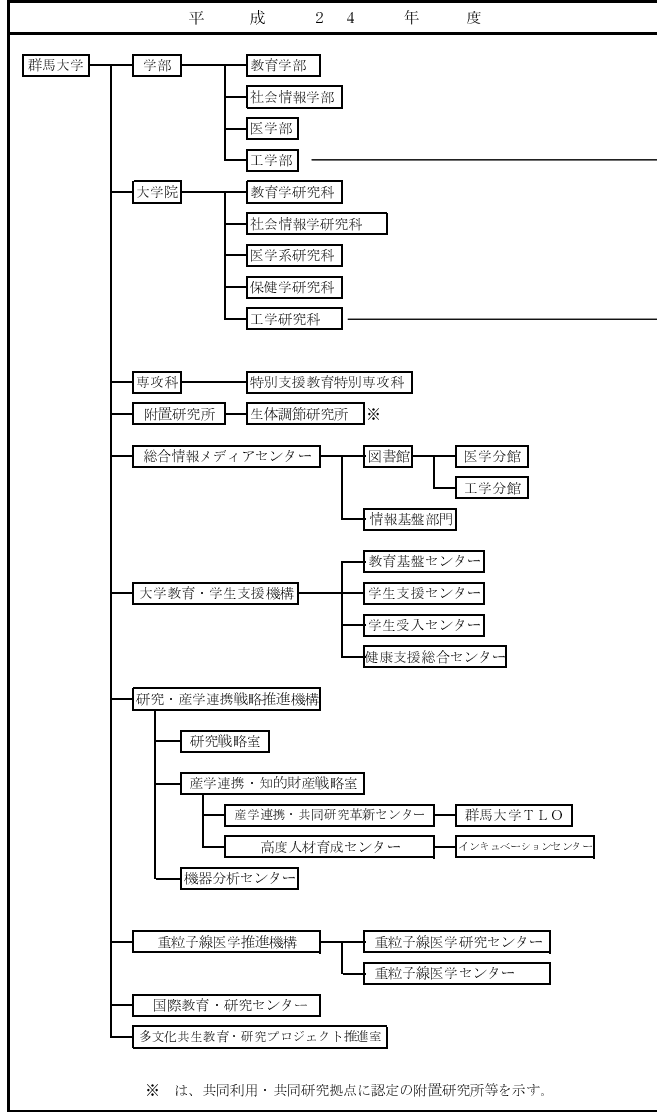 平成24年度
群馬大学 学部 教育学部
社会情報学部
医学部
工学部
大学院 教育学研究科
社会情報学研究科
医学系研究科
保健学研究科
工学研究科
専攻科 特別支援教育特別専攻科
附置研究所 生体調節研究所 ※
総合情報メディアセンター 図書館 医学分館
工学分館
情報基盤部門
教育基盤センター
大学教育・学生支援機構 学生支援センター
学生受入センター
健康支援総合センター
研究・産学連携戦略推進機構
研究戦略室
産学連携・知的財産戦略室
産学連携・共同研究革新センター 群馬大学TLO
高度人材育成センター インキュベーションセンター
機器分析センター
重粒子線医学推進機構 重粒子線医学研究センター
重粒子線医学センター
国際教育・研究センター
多文化共生教育・研究プロジェクト推進室
※ は、共同利用・共同研究拠点に認定の附置研究所等を示す。